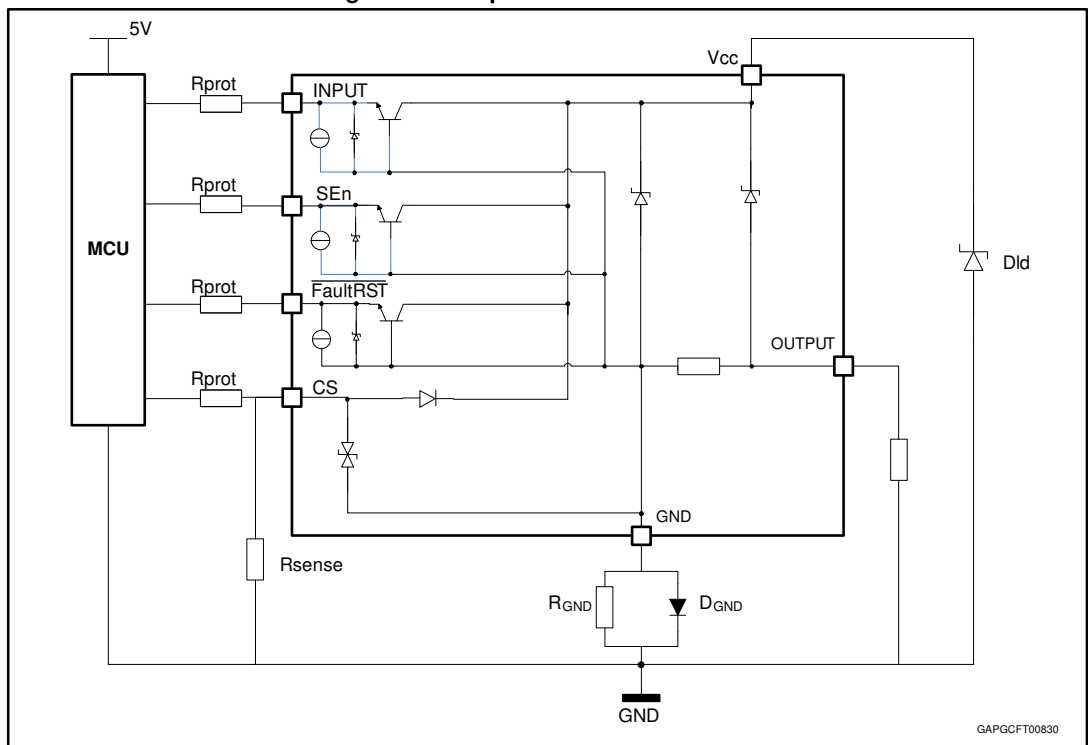 5V
Vcc
Rprot
INPUT
Rprot
SEn
MCU
Dld
Rprot
FaultRST
OUTPUT
Rprot
CS
GND
Rsense
RGND
DGND
GND
GAPGCFT00830